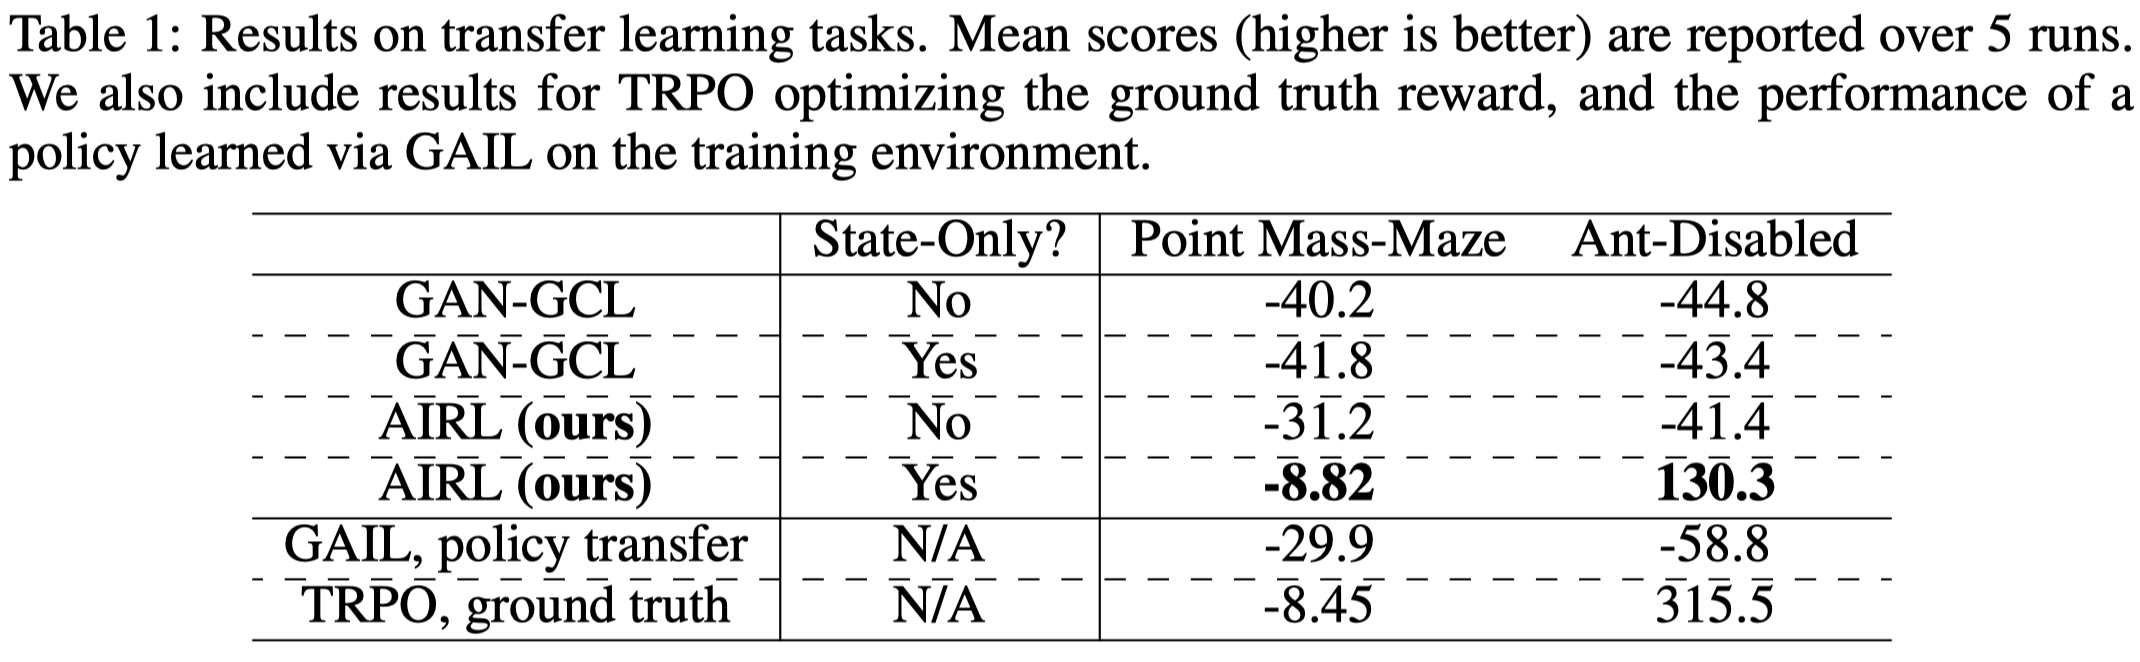 Table 1: Results on transfer learning tasks. Mean scores (higher is better) are reported over 5 runs.
We also include results for TRPO optimizing the ground truth reward, and the performance of a
policy learned via GAIL on the training environment.
State-Only? Point Mass-Maze Ant-Disabled
GAN-GCL No -40.2 -44.8
GAN-GCL Yes -41.8 -43.4
AIRL (ours) No -31.2 -41.4
AIRL (ours) Yes -8.82 130.3
GAIL, policy transfer N/A -29.9 -58.8
TRPO, ground truth N/A -8.45 315.5